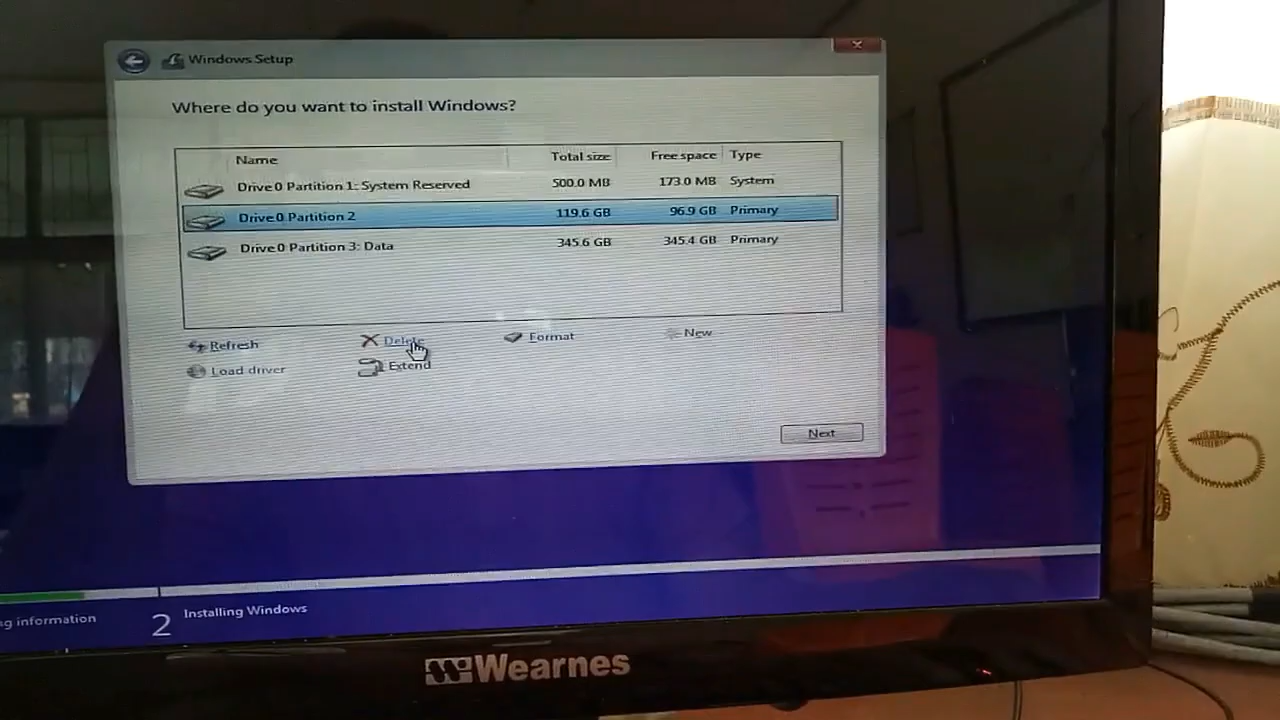 Windows Setup
Where do you want to install Windows?
Name Total size Free space Type
Drive 0 Partition 1: System Reserved 500.0 MB 173.0 MB System
Drive 0 Partition 2 119.6 GB 96.9 GB Primary
Drive 0 Partition 3: Data 345.6 GB 345.4 GB Primary
Refresh Delete Format New
Load driver Extend
Next
g information 2 Installing Windows
Wearnes